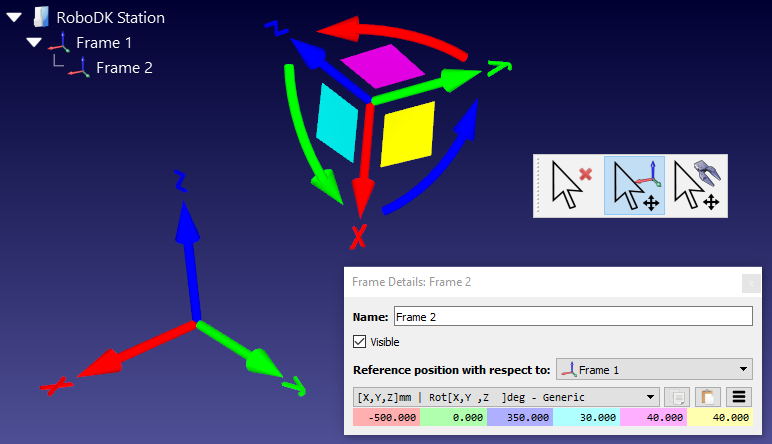 RoboDK Station
Frame 1
Frame 2
Z
Y
X
Z
X
Y
Frame Details: Frame 2
Name: Frame 2
Visible
Reference position with respect to: Frame 1
[X,Y,Z]mm | Rot[X,Y ,Z  ]deg - Generic
-500.000 0.000 350.000 30.000 40.000 40.000